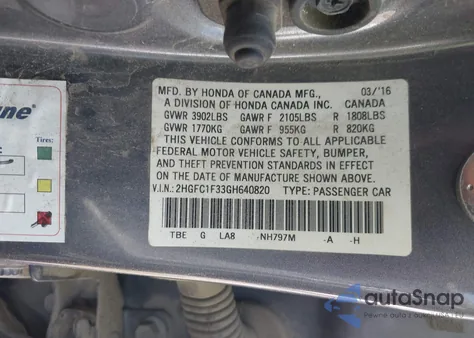 MFD. BY HONDA OF CANADA MFG., 03/'16
A DIVISION OF HONDA CANADA INC.
GVWR 3902LBS GAWR F 2105LBS R 1808LBS
GVWR 1770KG GAWR F 955KG R 820KG
THIS VEHICLE CONFORMS TO ALL APPLICABLE
FEDERAL MOTOR VEHICLE SAFETY, BUMPER,
AND THEFT PREVENTION STANDARDS IN EFFECT
ON THE DATE OF MANUFACTURE SHOWN ABOVE
V.I.N.: 2HGFC1F33GH640820 TYPE: PASSENGER CAR
TBE G LA8 -NH797M -A -H
Tires:
autoSnap